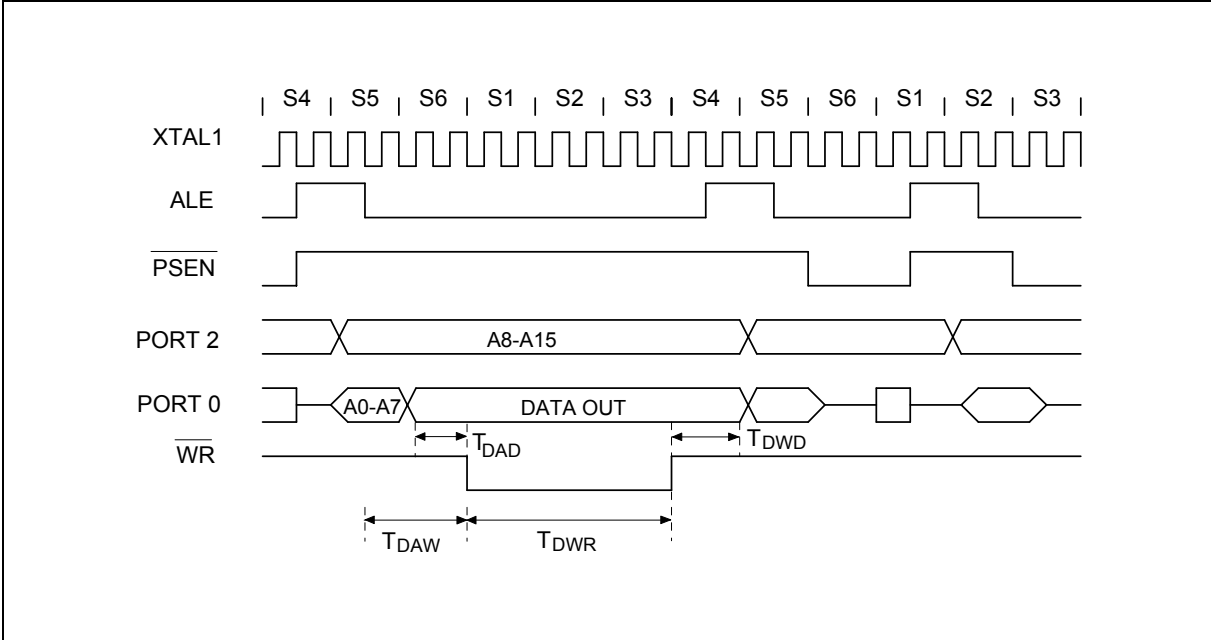 S4 S5 S6 S1 S2 S3 S4 S5 S6 S1 S2 S3
XTAL1
ALE
PSEN
PORT 2 A8-A15
PORT 0 A0-A7 DATA OUT
WR TDAD TDWD
TDAW TDWR